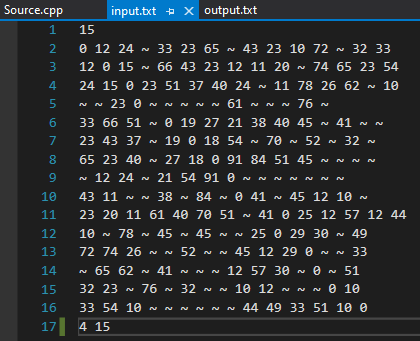 Source.cpp input.txt output.txt
1 15
2 0 12 24 ~ 33 23 65 ~ 43 23 10 72 ~ 32 33
3 12 0 15 ~ 66 43 23 12 11 20 ~ 74 65 23 54
4 24 15 0 23 51 37 40 24 ~ 11 78 26 62 ~ 10
5 ~ ~ 23 0 ~ ~ ~ ~ ~ 61 ~ ~ ~ 76 ~
6 33 66 51 ~ 0 19 27 21 38 40 45 ~ 41 ~ ~
7 23 43 37 ~ 19 0 18 54 ~ 70 ~ 52 ~ 32 ~
8 65 23 40 ~ 27 18 0 91 84 51 45 ~ ~ ~ ~
9 ~ 12 24 ~ 21 54 91 0 ~ ~ ~ ~ ~ ~ ~
10 43 11 ~ ~ 38 ~ 84 ~ 0 41 ~ 45 12 10 ~
11 23 20 11 61 40 70 51 ~ 41 0 25 12 57 12 44
12 10 ~ 78 ~ 45 ~ 45 ~ ~ 25 0 29 30 ~ 49
13 72 74 26 ~ ~ 52 ~ ~ 45 12 29 0 ~ ~ 33
14 ~ 65 62 ~ 41 ~ ~ ~ 12 57 30 ~ 0 ~ 51
15 32 23 ~ 76 ~ 32 ~ ~ 10 12 ~ ~ ~ 0 10
16 33 54 10 ~ ~ ~ ~ ~ ~ 44 49 33 51 10 0
17 4 15